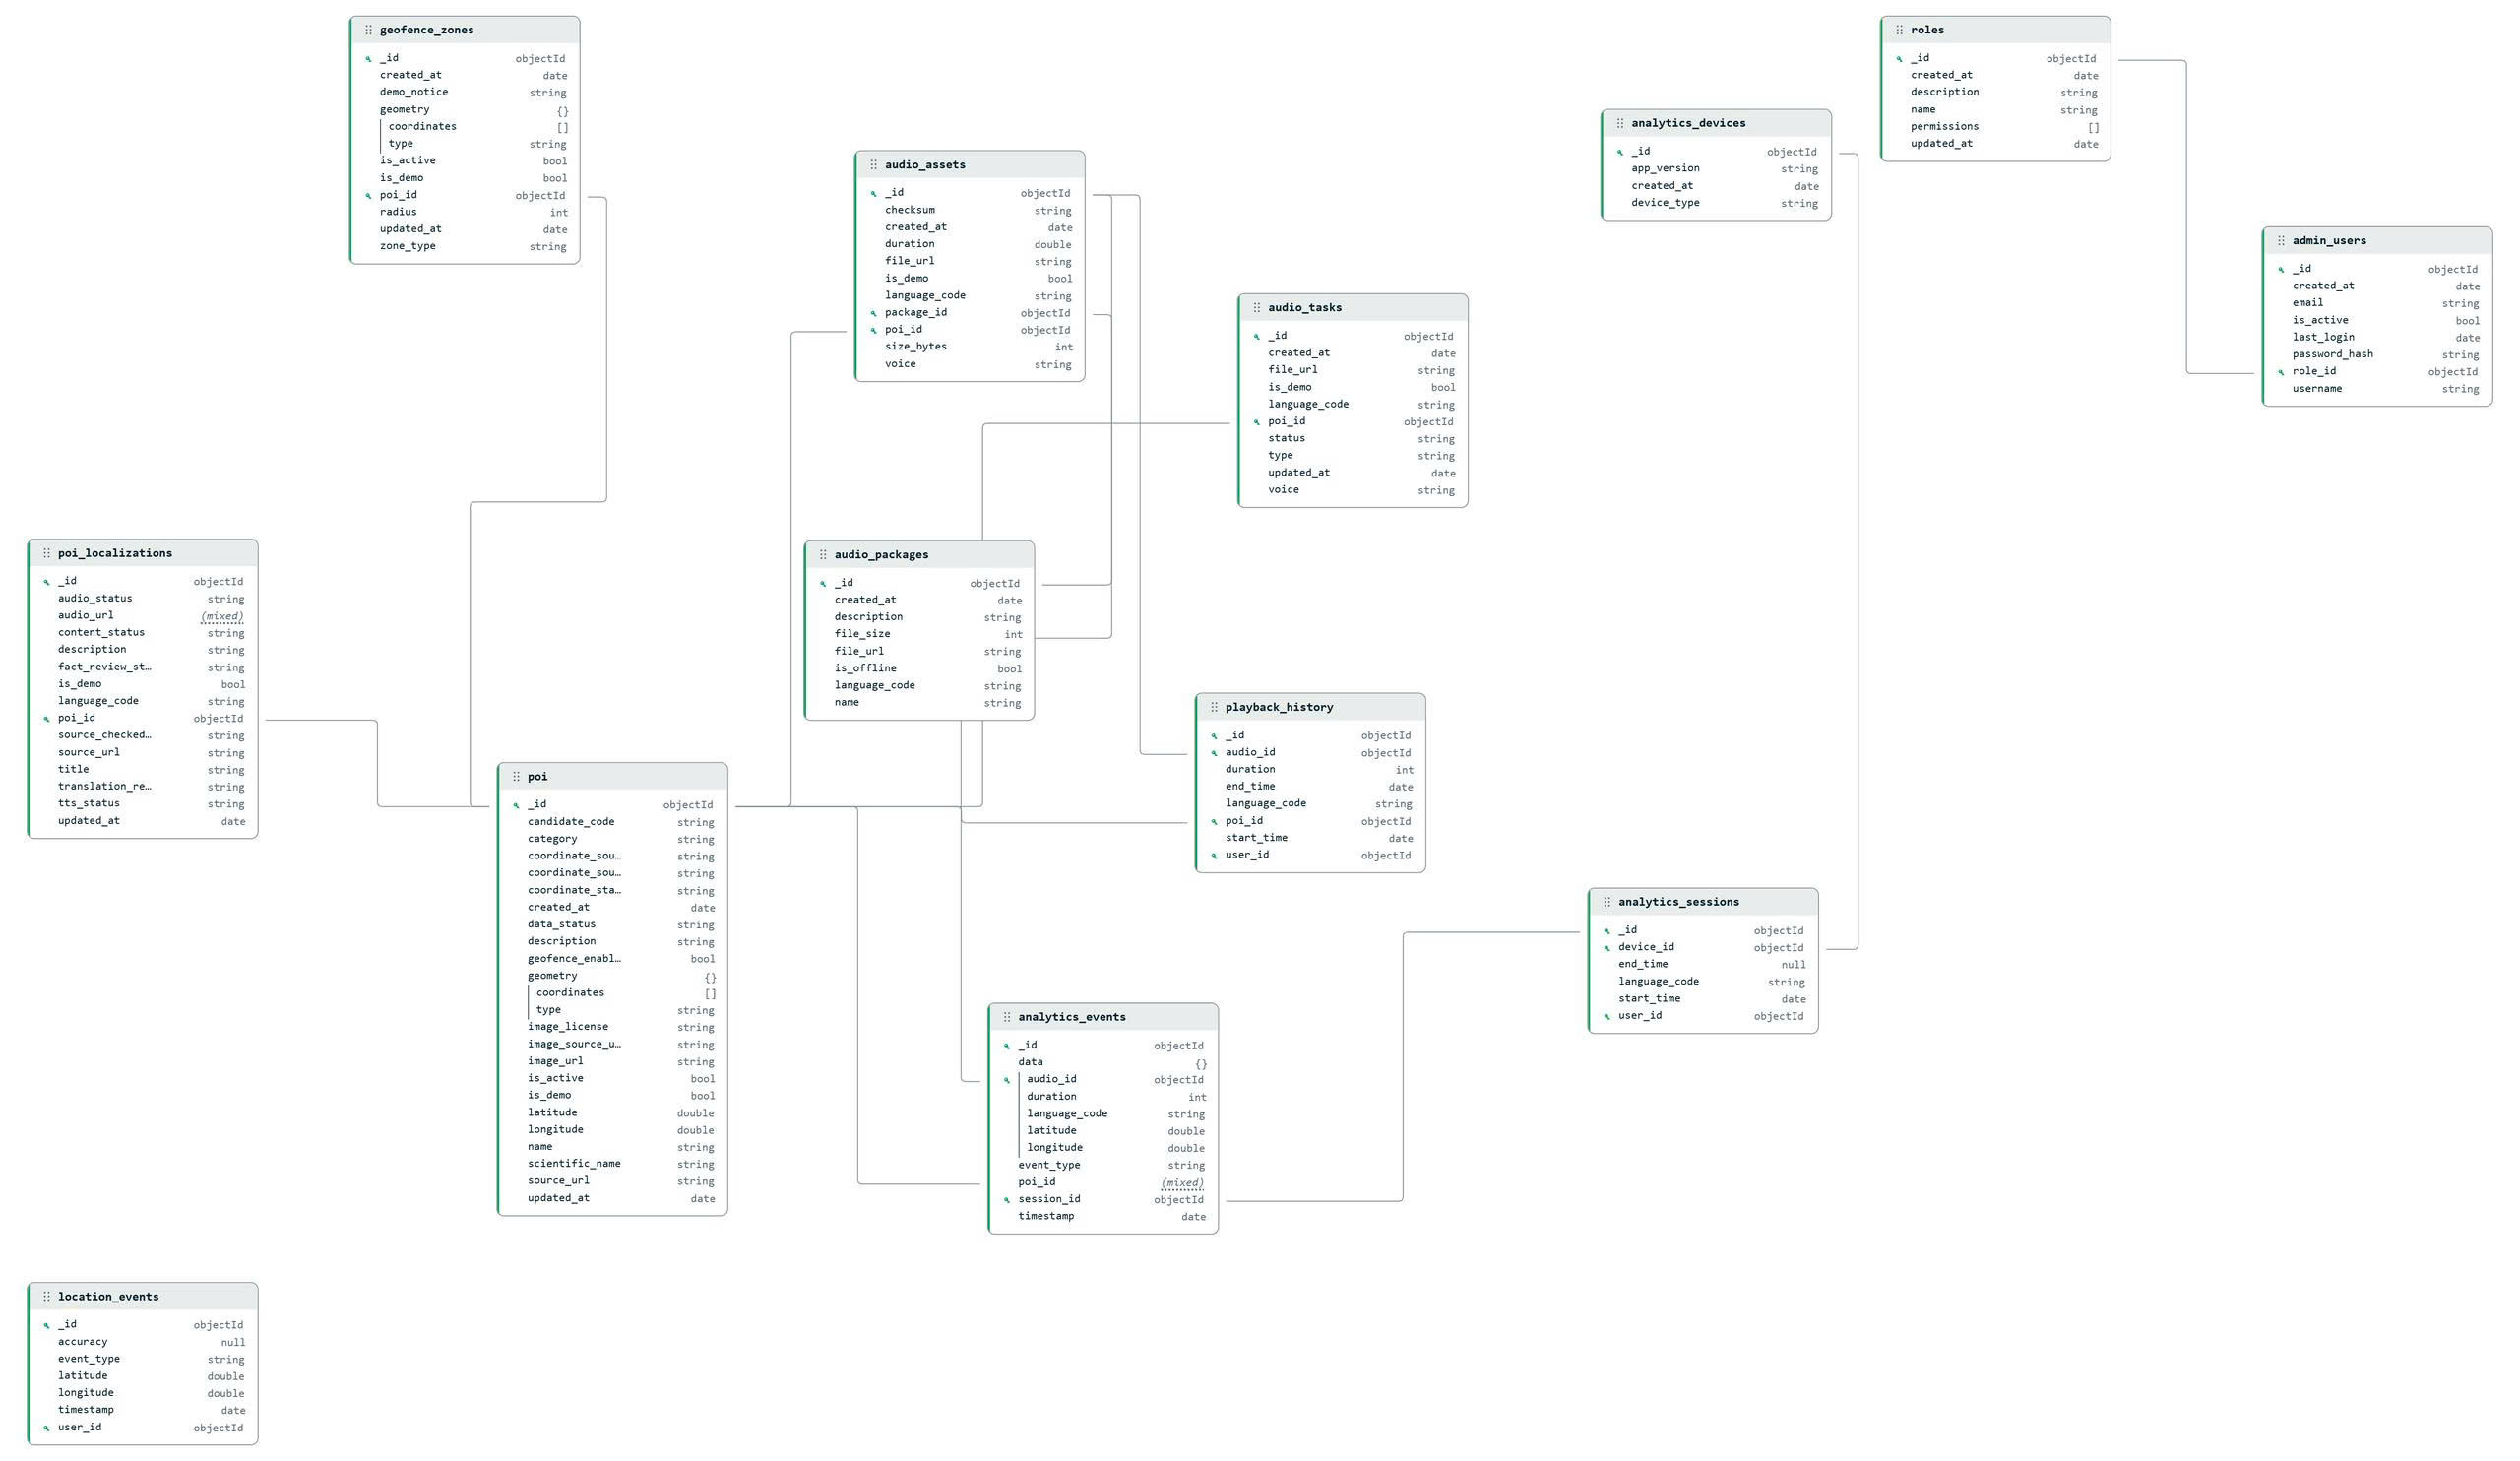 geofence_zones
_id objectId
created_at date
demo_notice string
geometry {}
coordinates []
type string
is_active bool
is_demo bool
poi_id objectId
radius int
updated_at date
zone_type string
roles
_id objectId
created_at date
description string
name string
permissions []
updated_at date
analytics_devices
_id objectId
app_version string
created_at date
device_type string
audio_assets
_id objectId
checksum string
created_at date
duration double
file_url string
is_demo bool
language_code string
package_id objectId
poi_id objectId
size_bytes int
voice string
admin_users
_id objectId
created_at date
email string
is_active bool
last_login date
password_hash string
role_id objectId
username string
audio_tasks
_id objectId
created_at date
file_url string
is_demo bool
language_code string
poi_id objectId
status string
type string
updated_at date
voice string
poi_localizations
_id objectId
audio_status string
audio_url (mixed)
content_status string
description string
fact_review_st… string
is_demo bool
language_code string
poi_id objectId
source_checked… string
source_url string
title string
translation_re… string
tts_status string
updated_at date
audio_packages
_id objectId
created_at date
description string
file_size int
file_url string
is_offline bool
language_code string
name string
playback_history
_id objectId
audio_id objectId
duration int
end_time date
language_code string
poi_id objectId
start_time date
user_id objectId
poi
_id objectId
candidate_code string
category string
coordinate_sou… string
coordinate_sou… string
coordinate_sta… string
created_at date
data_status string
description string
geofence_enabl… bool
geometry {}
coordinates []
type string
image_license string
image_source_u… string
image_url string
is_active bool
is_demo bool
latitude double
longitude double
name string
scientific_name string
source_url string
updated_at date
analytics_sessions
_id objectId
device_id objectId
end_time null
language_code string
start_time date
user_id objectId
analytics_events
_id objectId
data {}
audio_id objectId
duration int
language_code string
latitude double
longitude double
event_type string
poi_id (mixed)
session_id objectId
timestamp date
location_events
_id objectId
accuracy null
event_type string
latitude double
longitude double
timestamp date
user_id objectId